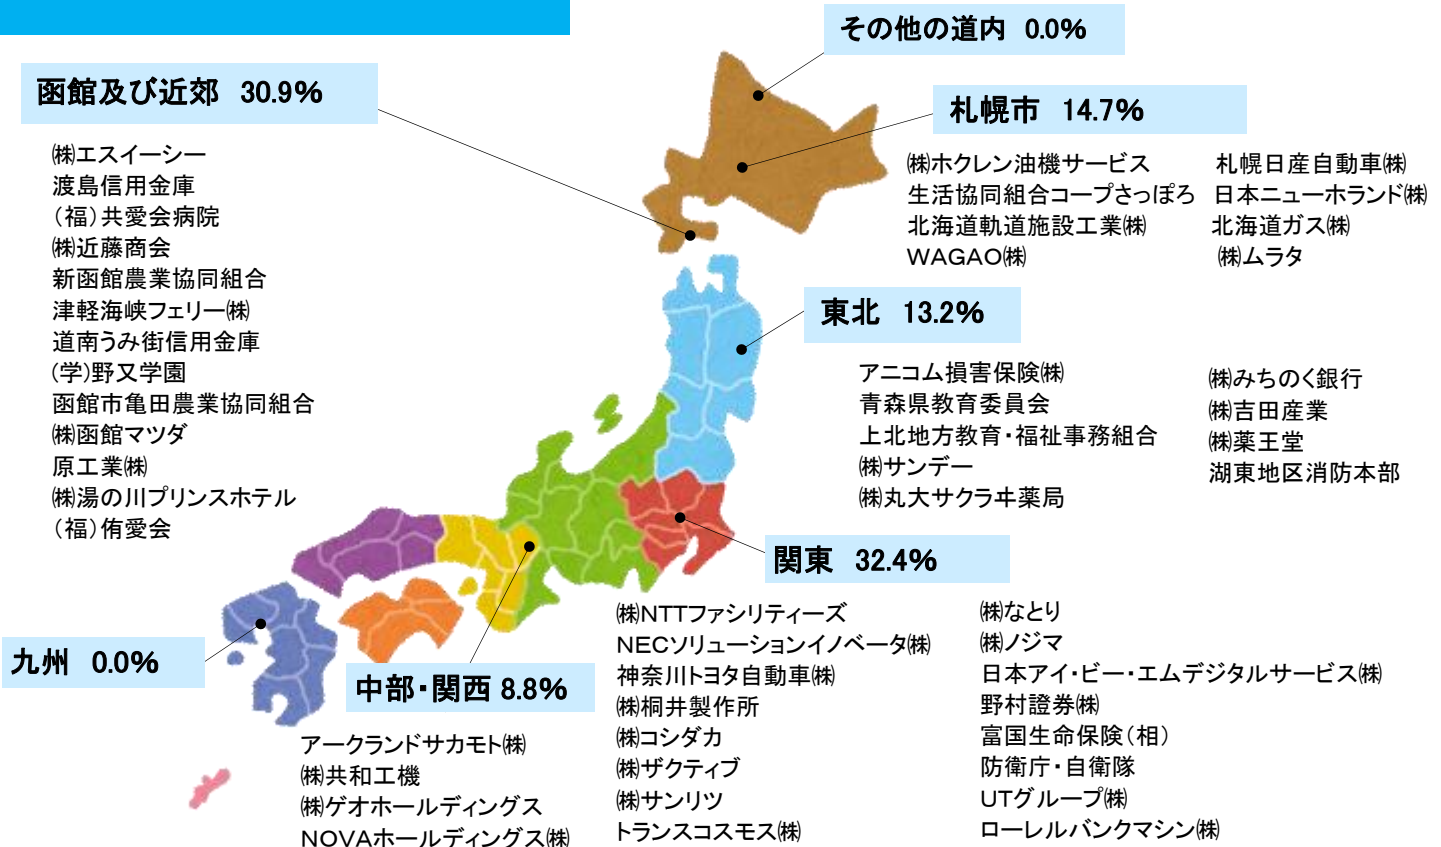 その他の道内 0.0%
函館及び近郊 30.9%
㈱エスイーシー
渡島信用金庫
（福）共愛会病院
㈱近藤商会
新函館農業協同組合
津軽海峡フェリー㈱
道南うみ街信用金庫
(学)野又学園
函館市亀田農業協同組合
㈱函館マツダ
原工業㈱
㈱湯の川プリンスホテル
（福）侑愛会
札幌市 14.7%
㈱ホクレン油機サービス
生活協同組合コープさっぽろ
北海道軌道施設工業㈱
WAGAO㈱
札幌日産自動車㈱
日本ニューホランド㈱
北海道ガス㈱
㈱ムラタ
東北 13.2%
アニコム損害保険㈱
青森県教育委員会
上北地方教育・福祉事務組合
㈱サンデー
㈱丸大サクラヰ薬局
㈱みちのく銀行
㈱吉田産業
㈱薬王堂
湖東地区消防本部
関東 32.4%
㈱NTTファシリティーズ
NECソリューションイノベータ㈱
神奈川トヨタ自動車㈱
㈱桐井製作所
㈱コシダカ
㈱ザクティブ
㈱サンリツ
トランスコスモス㈱
㈱なとり
㈱ノジマ
日本アイ・ビー・エムデジタルサービス㈱
野村證券㈱
富国生命保険（相）
防衛庁・自衛隊
UTグループ㈱
ローレルバンクマシン㈱
中部・関西 8.8%
アークランドサカモト㈱
㈱共和工機
㈱ゲオホールディングス
NOVAホールディングス㈱
九州 0.0%